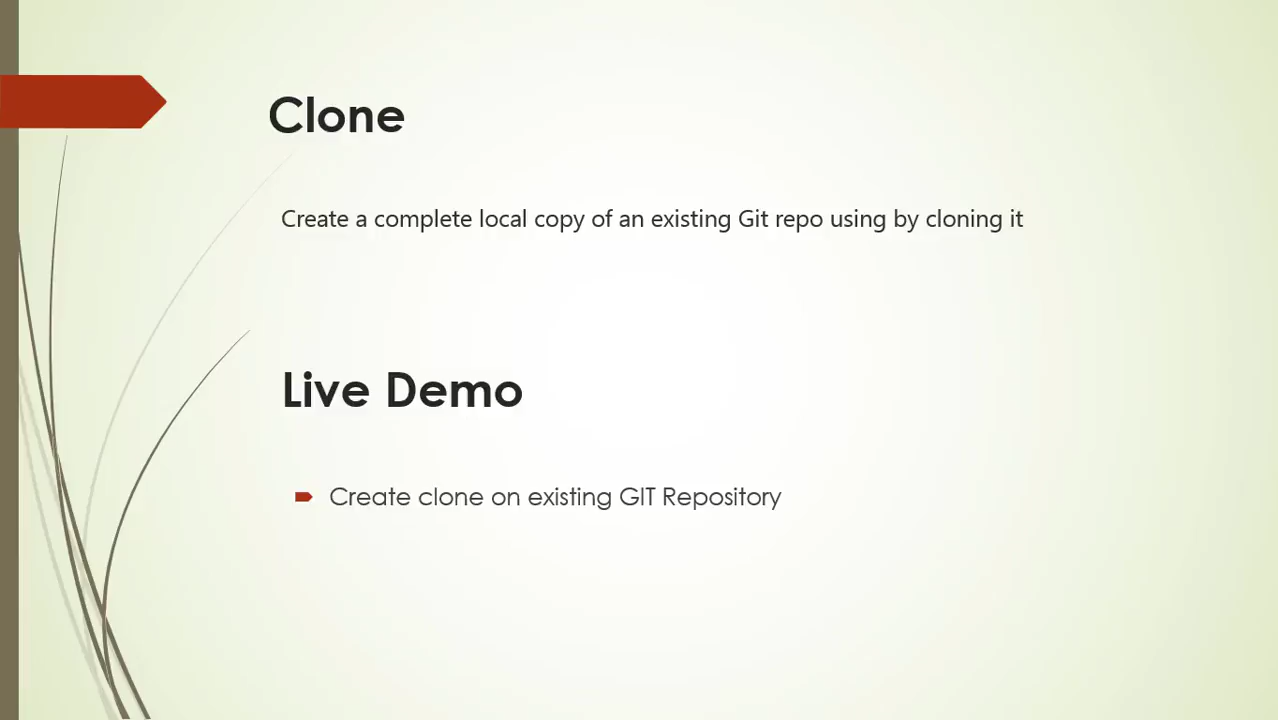 Clone
Create a complete local copy of an existing Git repo using by cloning it
Live Demo
Create clone on existing GIT Repository